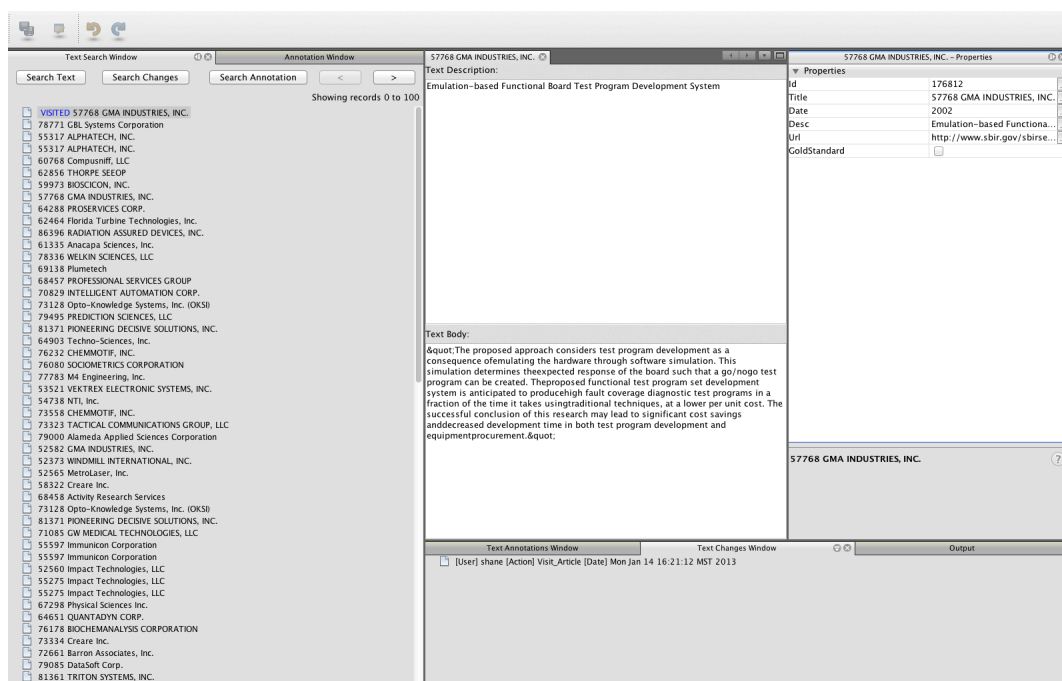 Text Search Window
Annotation Window
Search Text
Search Changes
Search Annotation
<
>
Showing records 0 to 100
VISITED 57768 GMA INDUSTRIES, INC.
78771 GBL Systems Corporation
55317 ALPHATECH, INC.
55317 ALPHATECH, INC.
60768 Compusniff, LLC
62856 THORPE SEEOP
59973 BIOSCICON, INC.
57768 GMA INDUSTRIES, INC.
64288 PROSERVICES CORP.
62464 Florida Turbine Technologies, Inc.
86396 RADIATION ASSURED DEVICES, INC.
61335 Anacapa Sciences, Inc.
78336 WELKIN SCIENCES, LLC
69138 Plumetech
68457 PROFESSIONAL SERVICES GROUP
70829 INTELLIGENT AUTOMATION CORP.
73128 Opto-Knowledge Systems, Inc. (OKSI)
79495 PREDICTION SCIENCES, LLC
81371 PIONEERING DECISIVE SOLUTIONS, INC.
64903 Techno-Sciences, Inc.
76232 CHEMMOTIF, INC.
76080 SOCIOMETRICS CORPORATION
77783 M4 Engineering, Inc.
53521 VEKTREX ELECTRONIC SYSTEMS, INC.
54738 NTI, Inc.
73558 CHEMMOTIF, INC.
73323 TACTICAL COMMUNICATIONS GROUP, LLC
79000 Alameda Applied Sciences Corporation
52582 GMA INDUSTRIES, INC.
52373 WINDMILL INTERNATIONAL, INC.
52565 MetroLaser, Inc.
58322 Creare Inc.
68458 Activity Research Services
73128 Opto-Knowledge Systems, Inc. (OKSI)
81371 PIONEERING DECISIVE SOLUTIONS, INC.
71085 GW MEDICAL TECHNOLOGIES, LLC
55597 Immunicon Corporation
55597 Immunicon Corporation
52560 Impact Technologies, LLC
55275 Impact Technologies, LLC
55275 Impact Technologies, LLC
67298 Physical Sciences Inc.
64651 QUANTADYN CORP.
76178 BIOCHEMANALYSIS CORPORATION
73334 Creare Inc.
72661 Barron Associates, Inc.
79085 DataSoft Corp.
81361 TRITON SYSTEMS, INC.
57768 GMA INDUSTRIES, INC.
Text Description:
Emulation-based Functional Board Test Program Development System
Text Body:
&quot;The proposed approach considers test program development as a
consequence ofemulating the hardware through software simulation. This
simulation determines theexpected response of the board such that a go/nogo test
program can be created. Theproposed functional test program set development
system is anticipated to producehigh fault coverage diagnostic test programs in a
fraction of the time it takes usingtraditional techniques, at a lower per unit cost. The
successful conclusion of this research may lead to significant cost savings
anddecreased development time in both test program development and
equipmentprocurement.&quot;
57768 GMA INDUSTRIES, INC. - Properties
Properties
Id 176812
Title 57768 GMA INDUSTRIES, INC.
Date 2002
Desc Emulation-based Functiona...
Url http://www.sbir.gov/sbirse...
GoldStandard
57768 GMA INDUSTRIES, INC.
?
Text Annotations Window
Text Changes Window
Output
[User] shane [Action] Visit_Article [Date] Mon Jan 14 16:21:12 MST 2013